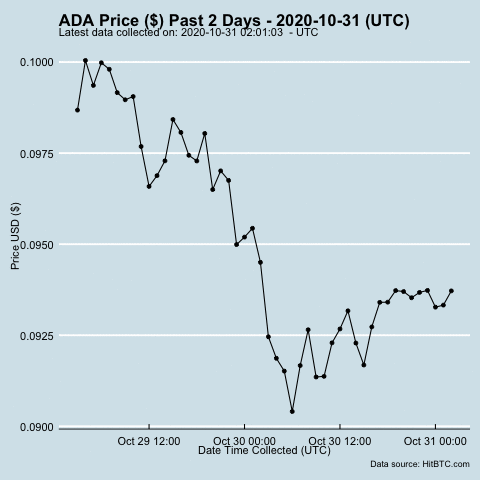 ADA Price ($) Past 2 Days - 2020-10-31 (UTC)
Latest data collected on: 2020-10-31 02:01:03 - UTC
0.1000
0.0975
0.0950
0.0925
0.0900
Price USD ($)
Oct 29 12:00 Oct 30 00:00 Oct 30 12:00 Oct 31 00:00
Date Time Collected (UTC)
Data source: HitBTC.com